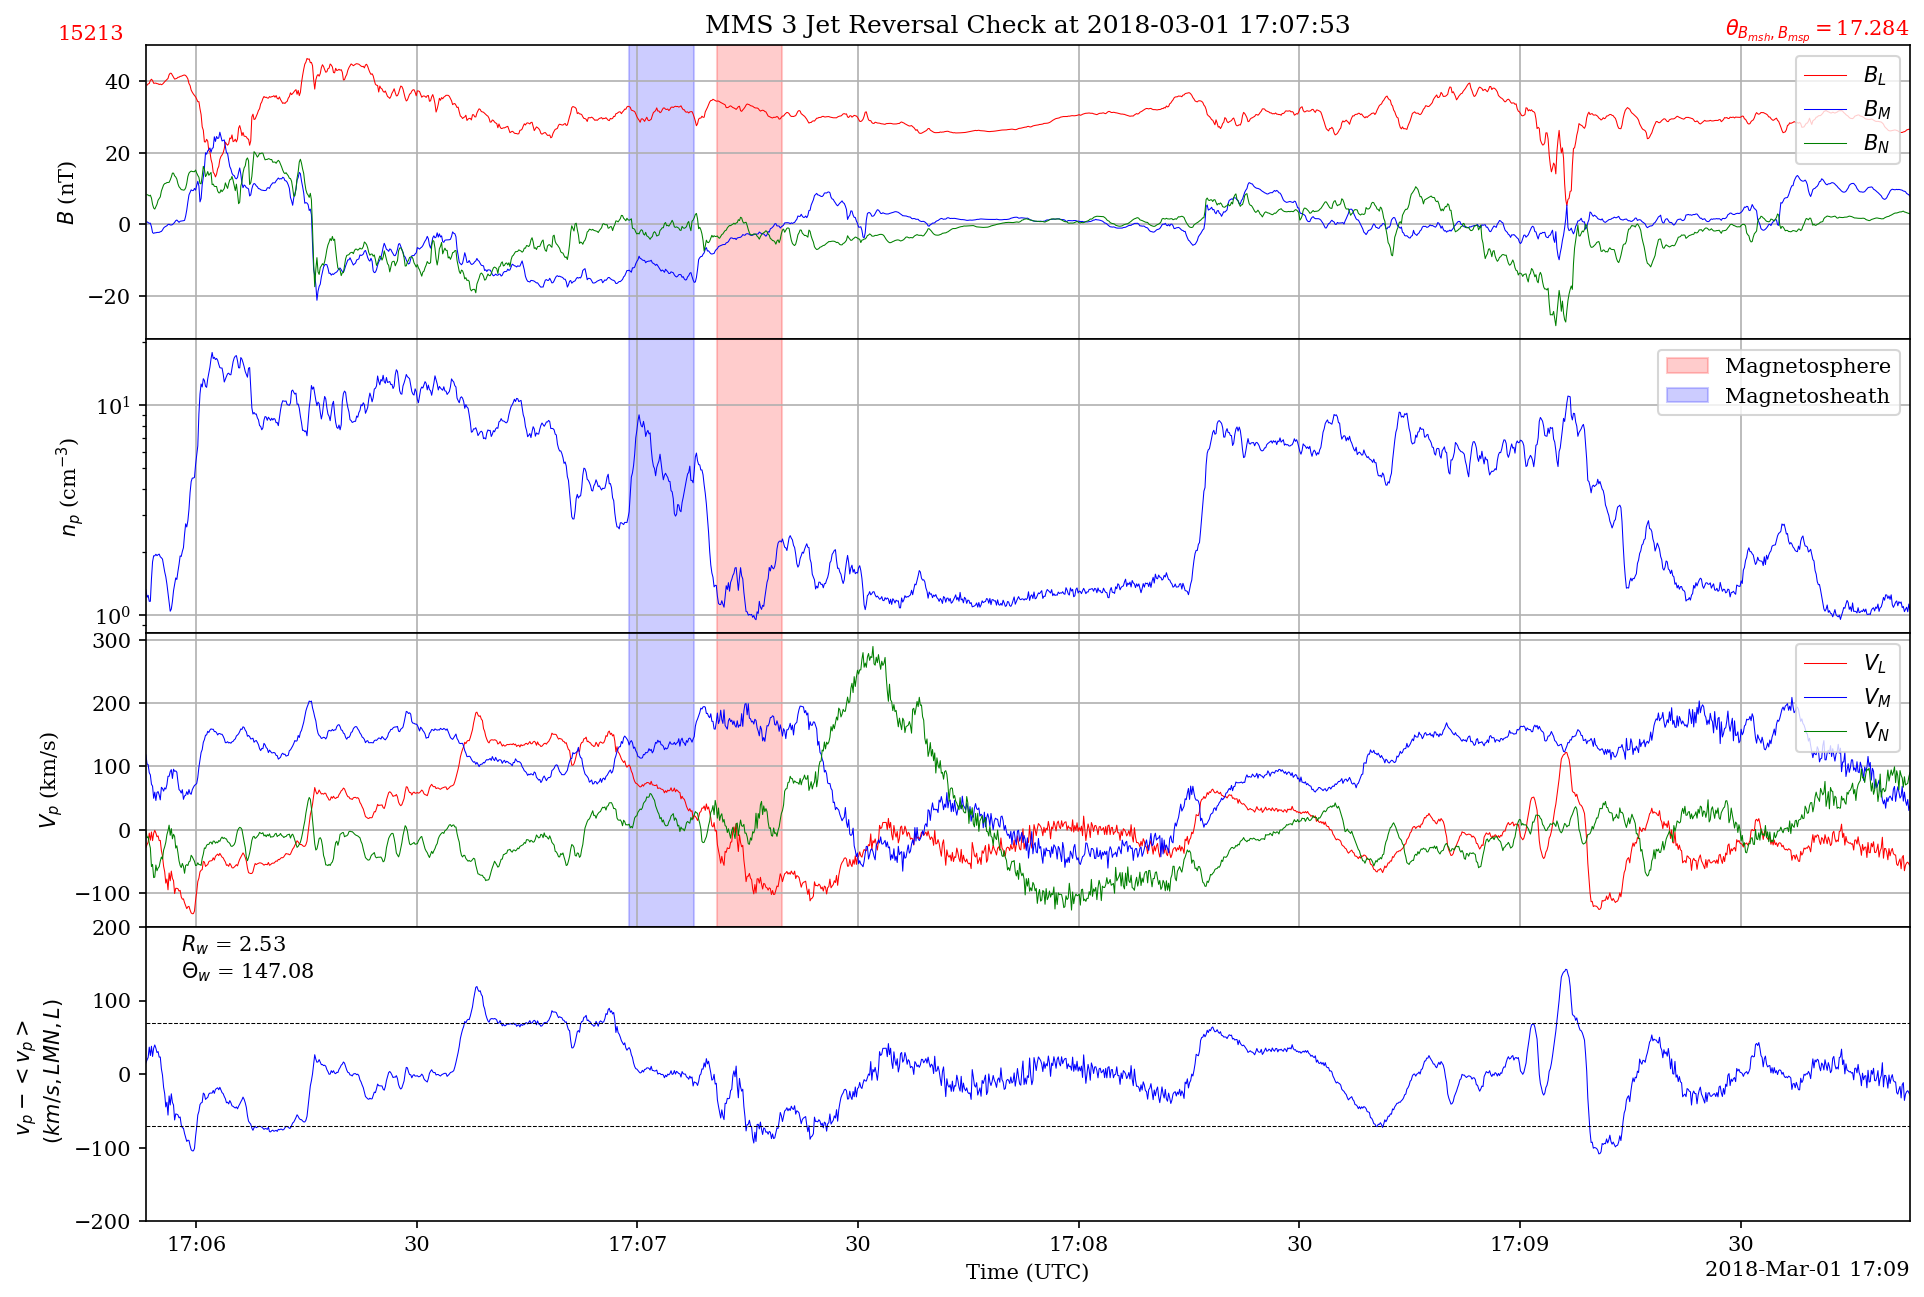 15213
MMS 3 Jet Reversal Check at 2018-03-01 17:07:53
θ_{B_{msh}, B_{msp}} = 17.284
B (nT)
40
20
0
−20
B_L
B_M
B_N
n_p (cm^{−3})
10^1
10^0
Magnetosphere
Magnetosheath
V_p (km/s)
300
200
100
0
−100
V_L
V_M
V_N
v_p − < v_p >
(km/s, LMN, L)
200
100
0
−100
−200
R_w = 2.53
Θ_w = 147.08
17:06
30
17:07
30
17:08
30
17:09
30
Time (UTC)
2018-Mar-01 17:09